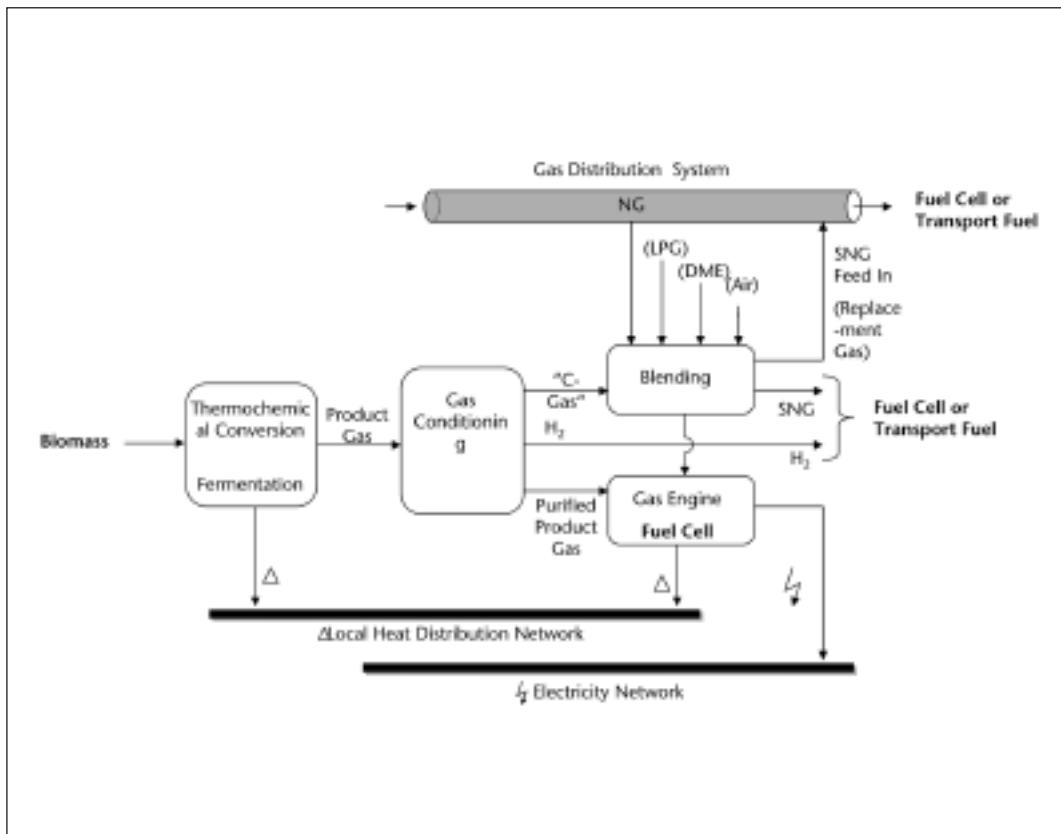 Gas Distribution System
NG
Fuel Cell or
Transport Fuel
(LPG)
(DME)
(Air)
SNG
Feed In
(Replace
-ment
Gas)
Biomass
Thermochemic
al Conversion
Fermentation
Product
Gas
Gas
Conditionin
g
"C-
Gas"
H₂
Purified
Product
Gas
Blending
SNG
H₂
Fuel Cell or
Transport Fuel
Gas Engine
Fuel Cell
Δ
Δ
ΔLocal Heat Distribution Network
Electricity Network